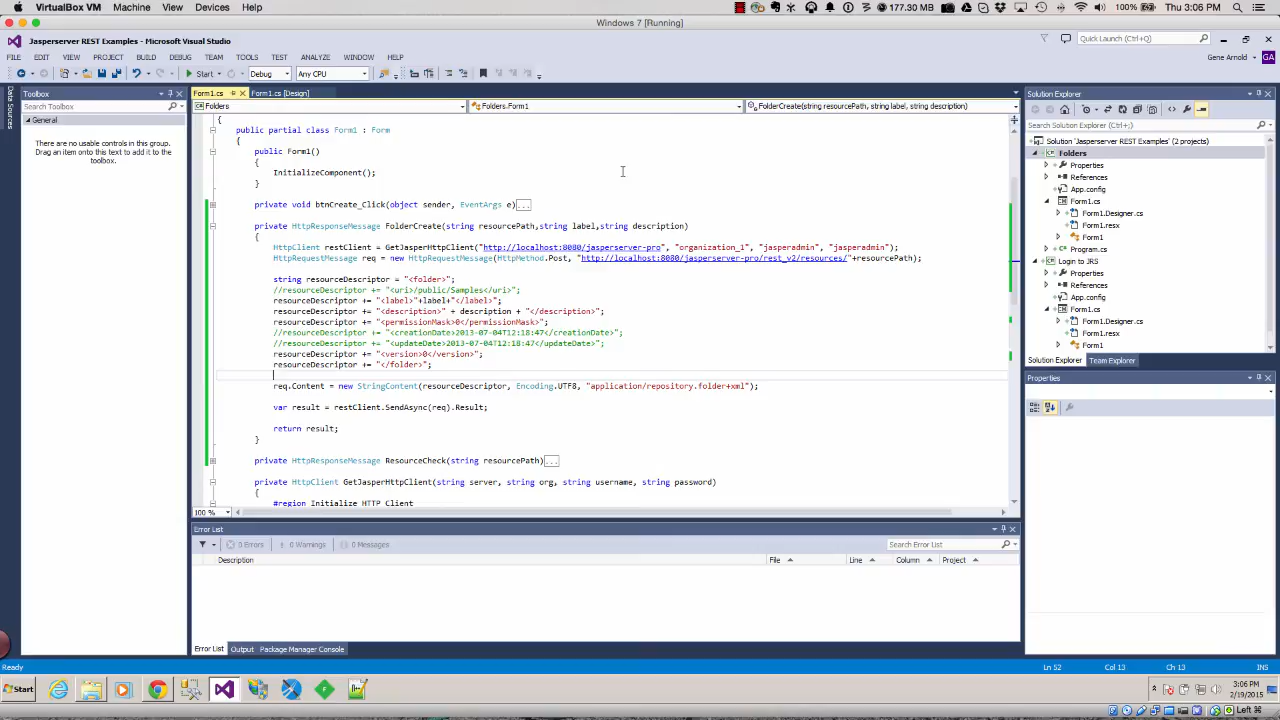 VirtualBox VM Machine View Devices Help 177.30 MB 100% Thu 3:06 PM
Windows 7 [Running]
Jasperserver REST Examples - Microsoft Visual Studio Quick Launch (Ctrl+Q)
FILE EDIT VIEW PROJECT BUILD DEBUG TEAM TOOLS TEST ANALYZE WINDOW HELP Gene Arnold GA
Start Debug Any CPU
Data Sources
Toolbox
Search Toolbox
General
There are no usable controls in this group.
Drag an item onto this text to add it to the
toolbox.
Form1.cs Form1.cs [Design]
Folders Folders.Form1 FolderCreate(string resourcePath, string label, string description)
{
public partial class Form1 : Form
{
public Form1()
{
InitializeComponent();
}
private void btnCreate_Click(object sender, EventArgs e)...
private HttpResponseMessage FolderCreate(string resourcePath,string label,string description)
{
HttpClient restClient = GetJasperHttpClient("http://localhost:8080/jasperserver-pro", "organization_1", "jasperadmin", "jasperadmin");
HttpRequestMessage req = new HttpRequestMessage(HttpMethod.Post, "http://localhost:8080/jasperserver-pro/rest_v2/resources/"+resourcePath);
string resourceDescriptor = "<folder>";
//resourceDescriptor += "<uri>/public/Samples</uri>";
resourceDescriptor += "<label>"+label+"</label>";
resourceDescriptor += "<description>" + description + "</description>";
resourceDescriptor += "<permissionMask>0</permissionMask>";
//resourceDescriptor += "<creationDate>2013-07-04T12:18:47</creationDate>";
//resourceDescriptor += "<updateDate>2013-07-04T12:18:47</updateDate>";
resourceDescriptor += "<version>0</version>";
resourceDescriptor += "</folder>";
req.Content = new StringContent(resourceDescriptor, Encoding.UTF8, "application/repository.folder+xml");
var result = restClient.SendAsync(req).Result;
return result;
}
private HttpResponseMessage ResourceCheck(string resourcePath)...
private HttpClient GetJasperHttpClient(string server, string org, string username, string password)
{
#region Initialize HTTP Client
100 %
Error List
0 Errors 0 Warnings 0 Messages Search Error List
Description File Line Column Project
Error List Output Package Manager Console
Solution Explorer
Search Solution Explorer (Ctrl+;)
Solution 'Jasperserver REST Examples' (2 projects)
Folders
Properties
References
App.config
Form1.cs
Form1.Designer.cs
Form1.resx
Form1
Program.cs
Login to JRS
Properties
References
App.config
Form1.cs
Form1.Designer.cs
Form1.resx
Form1
Solution Explorer Team Explorer
Properties
Ready Ln 52 Col 13 Ch 13 INS
Start 3:06 PM
2/19/2015
Left ⌘